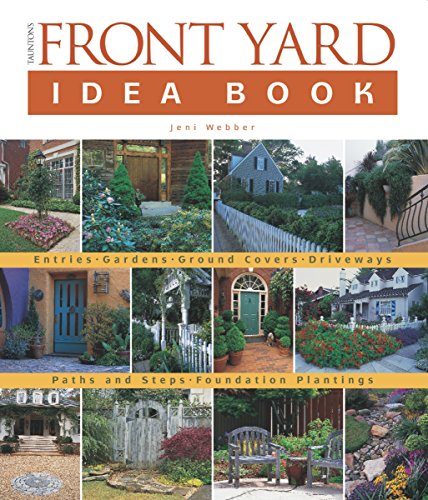 TAUNTON'S
FRONT YARD
IDEA BOOK
Jeni Webber
Entries·Gardens·Ground Covers·Driveways
Paths and Steps·Foundation Plantings